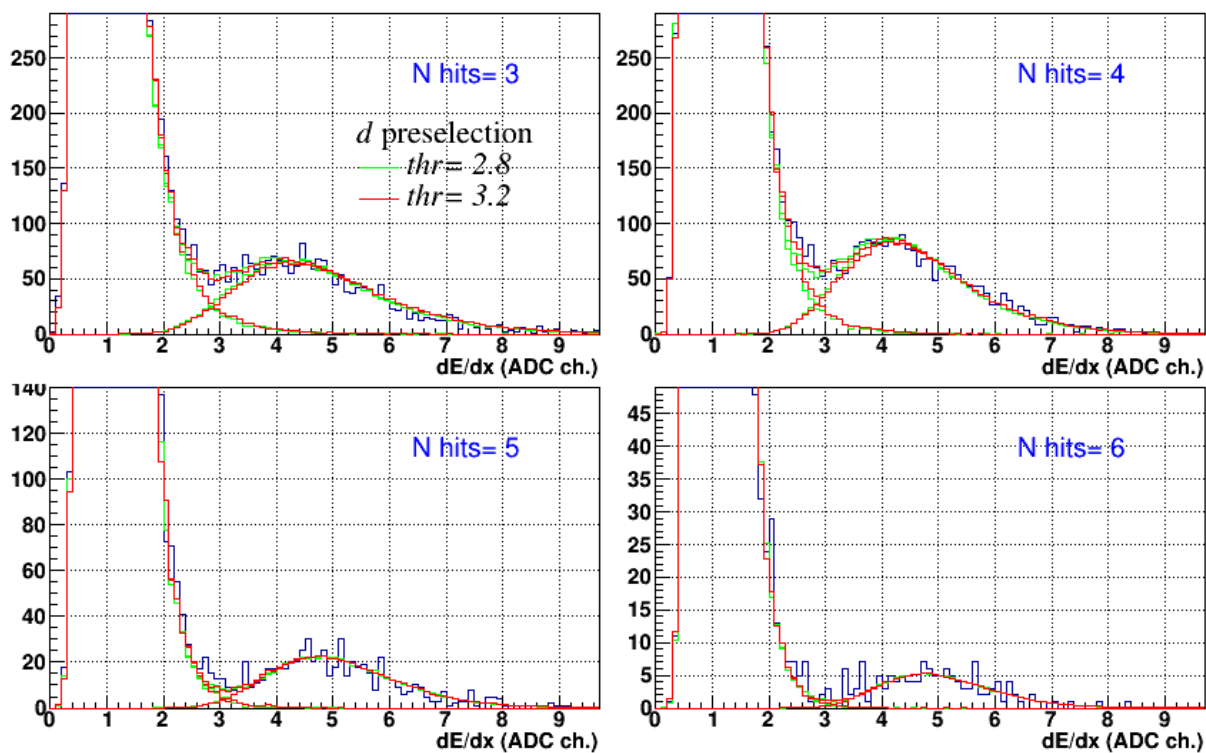 250
200
150
100
50
0
N hits= 3
d preselection
thr= 2.8
thr= 3.2
0 1 2 3 4 5 6 7 8 9
dE/dx (ADC ch.)
250
200
150
100
50
0
N hits= 4
0 1 2 3 4 5 6 7 8 9
dE/dx (ADC ch.)
140
120
100
80
60
40
20
0
N hits= 5
0 1 2 3 4 5 6 7 8 9
dE/dx (ADC ch.)
45
40
35
30
25
20
15
10
5
0
N hits= 6
0 1 2 3 4 5 6 7 8 9
dE/dx (ADC ch.)